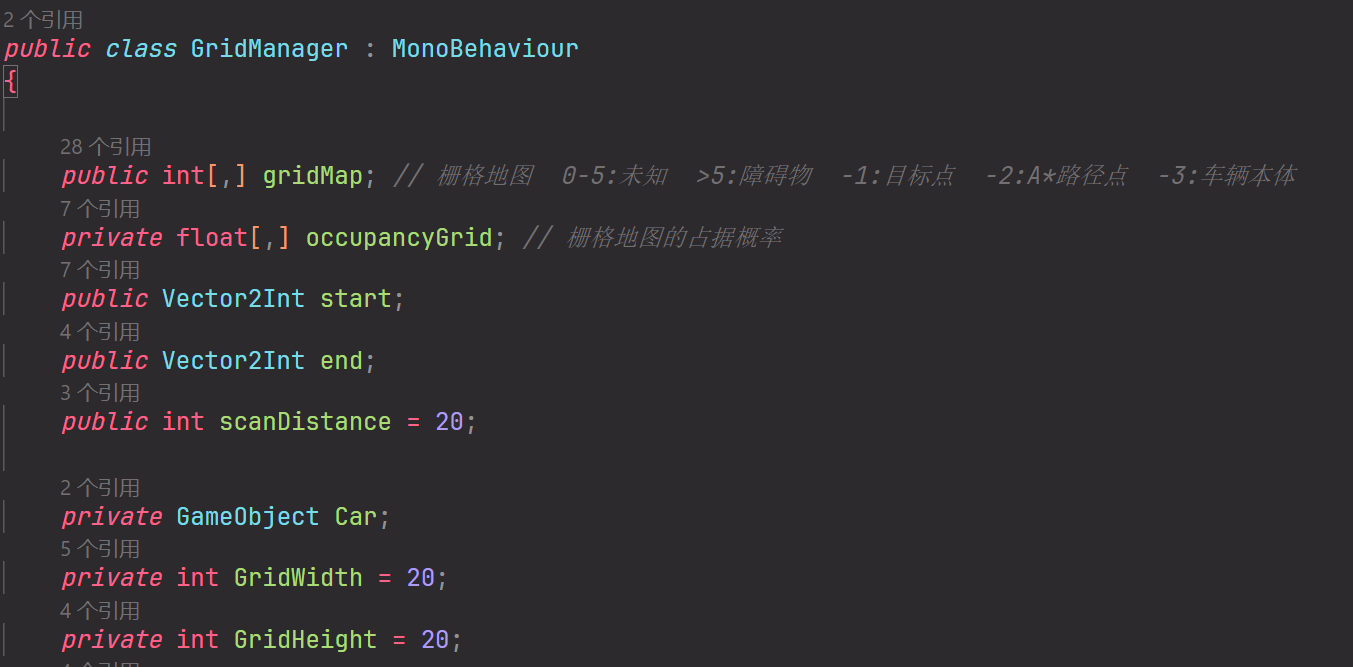 2 个引用
public class GridManager : MonoBehaviour
{
28 个引用
public int[,] gridMap; // 栅格地图  0-5:未知  >5:障碍物  -1:目标点  -2:A*路径点  -3:车辆本体
7 个引用
private float[,] occupancyGrid; // 栅格地图的占据概率
7 个引用
public Vector2Int start;
4 个引用
public Vector2Int end;
3 个引用
public int scanDistance = 20;
2 个引用
private GameObject Car;
5 个引用
private int GridWidth = 20;
4 个引用
private int GridHeight = 20;